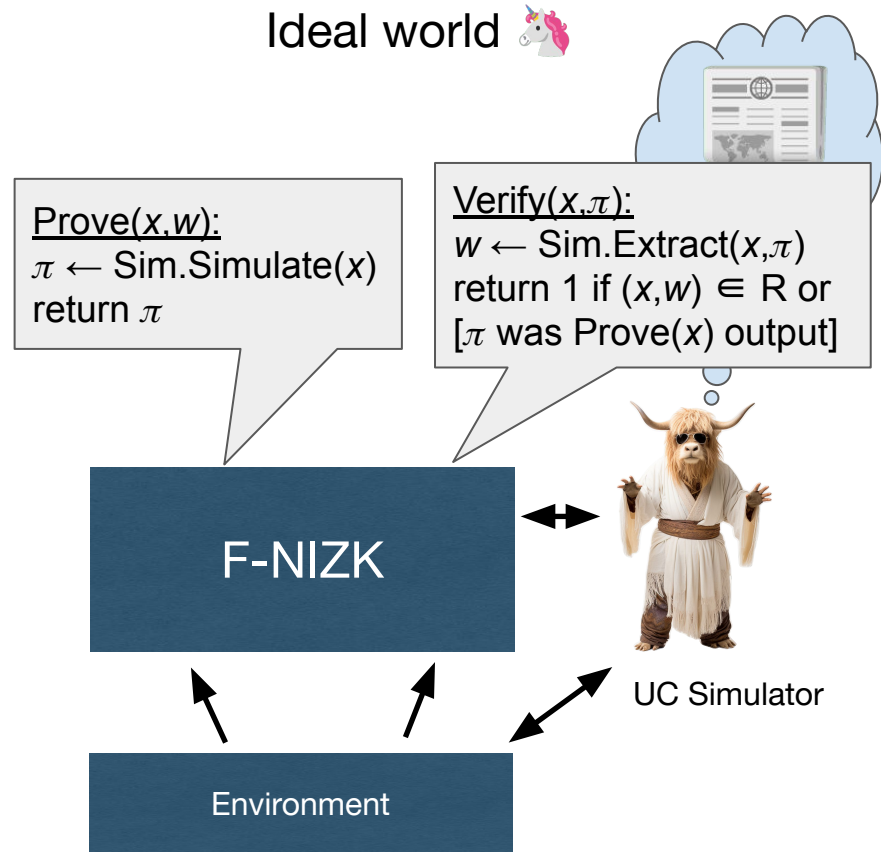 Ideal world 🦄
Prove(x,w):
π ← Sim.Simulate(x)
return π
Verify(x,π):
w ← Sim.Extract(x,π)
return 1 if (x,w) ∈ R or
[π was Prove(x) output]
F-NIZK
UC Simulator
Environment